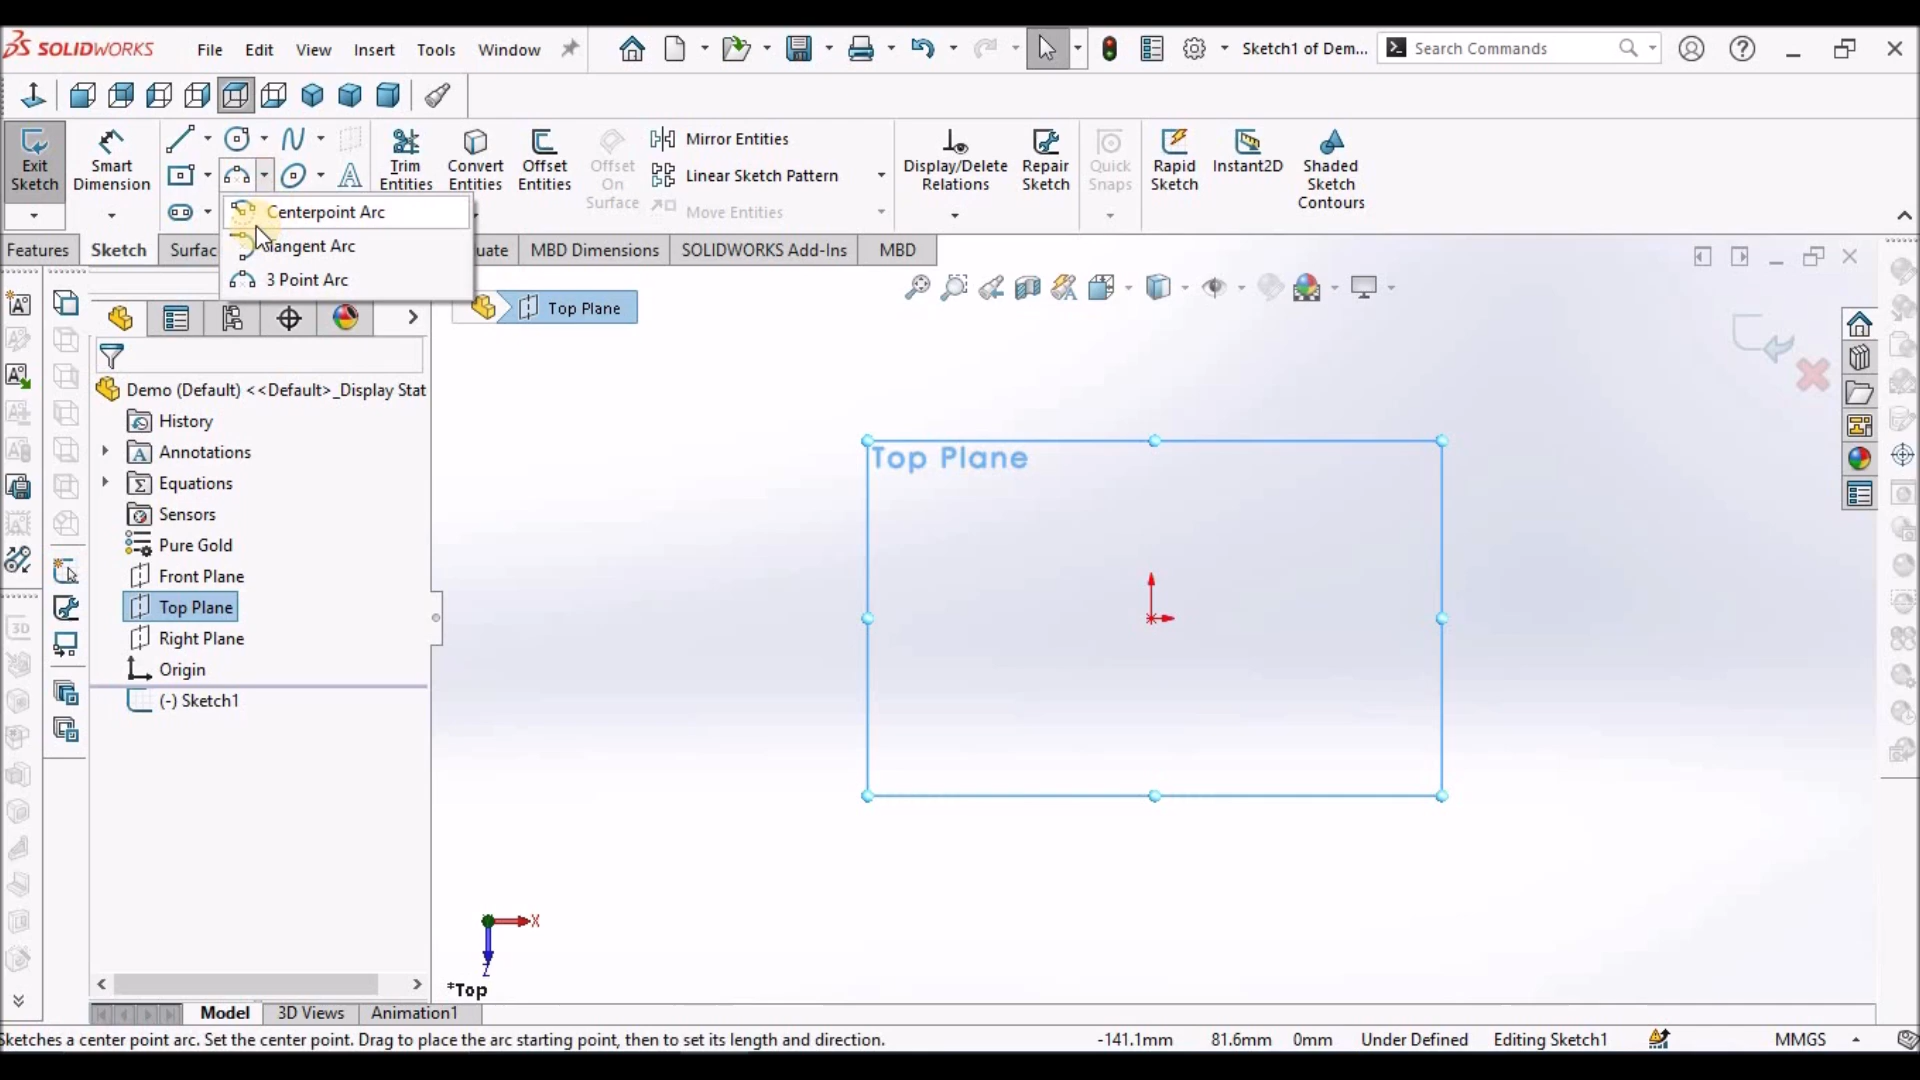 SOLIDWORKS File Edit View Insert Tools Window Sketch1 of Dem... Search Commands
Exit Sketch
Smart Dimension
Trim Entities
Convert Entities
Offset Entities
Offset On Surface
Mirror Entities
Linear Sketch Pattern
Move Entities
Display/Delete Relations
Repair Sketch
Quick Snaps
Rapid Sketch
Instant2D
Shaded Sketch Contours
Centerpoint Arc
Tangent Arc
3 Point Arc
Features Sketch Surfac uate MBD Dimensions SOLIDWORKS Add-Ins MBD
Top Plane
Demo (Default) <<Default>_Display Stat
History
Annotations
Equations
Sensors
Pure Gold
Front Plane
Top Plane
Right Plane
Origin
(-) Sketch1
Top Plane
X
Z
*Top
3D
Model 3D Views Animation1
Sketches a center point arc. Set the center point. Drag to place the arc starting point, then to set its length and direction. -141.1mm 81.6mm 0mm Under Defined Editing Sketch1 MMGS